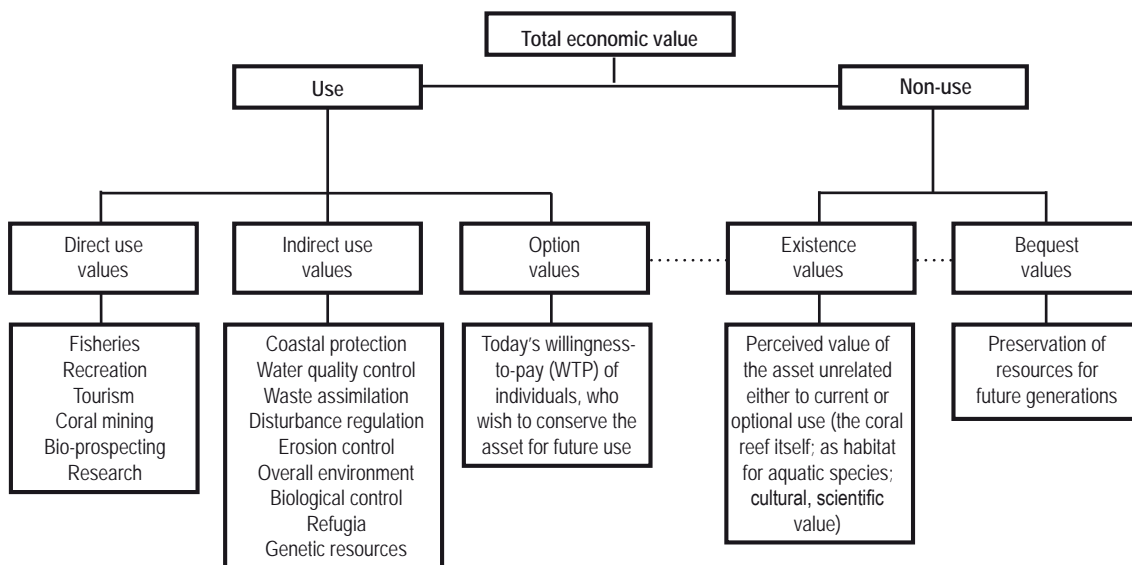 Total economic value
Use
Non-use
Direct use
values
Indirect use
values
Option
values
Existence
values
Bequest
values
Fisheries
Recreation
Tourism
Coral mining
Bio-prospecting
Research
Coastal protection
Water quality control
Waste assimilation
Disturbance regulation
Erosion control
Overall environment
Biological control
Refugia
Genetic resources
Today's willingness-
to-pay (WTP) of
individuals, who
wish to conserve the
asset for future use
Perceived value of
the asset unrelated
either to current or
optional use (the coral
reef itself; as habitat
for aquatic species;
cultural, scientific
value)
Preservation of
resources for
future generations